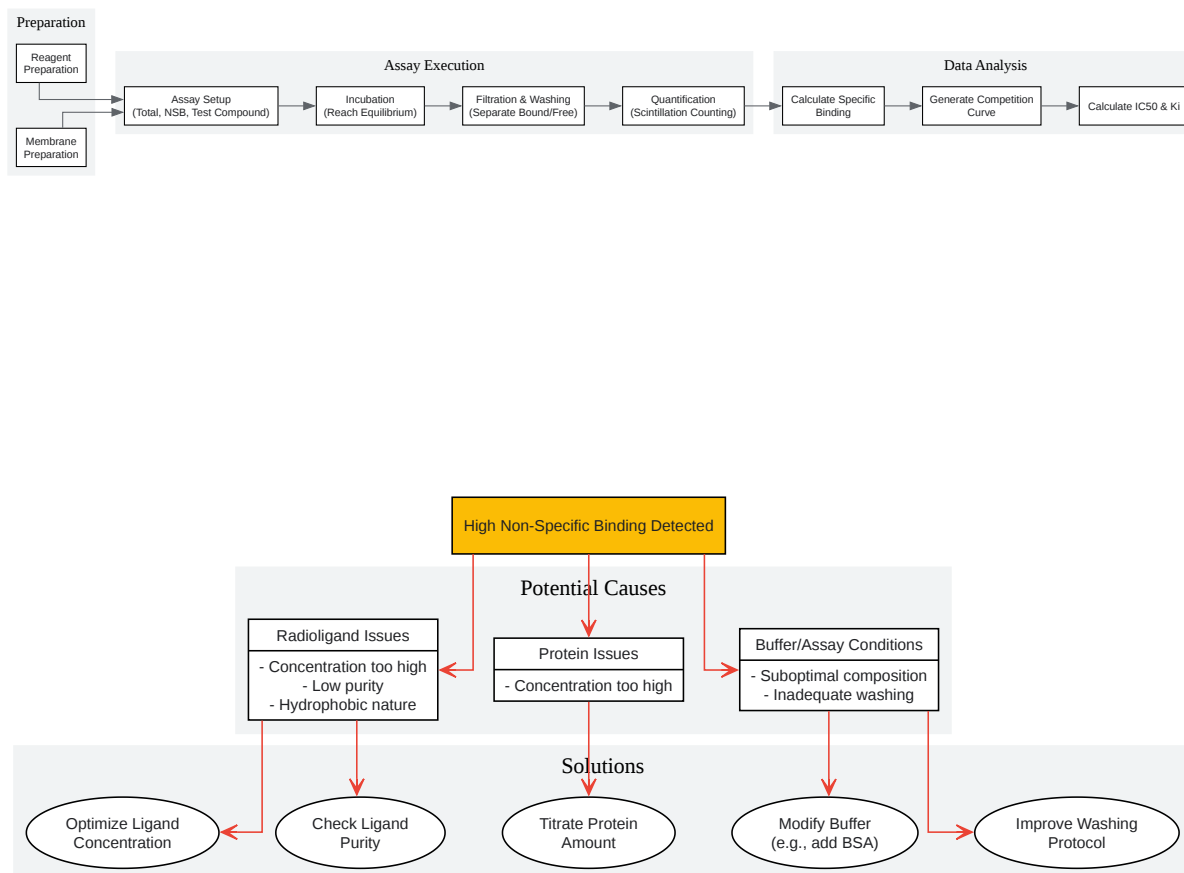 Preparation
Reagent
Preparation
Membrane
Preparation
Assay Execution
Assay Setup
(Total, NSB, Test Compound)
Incubation
(Reach Equilibrium)
Filtration & Washing
(Separate Bound/Free)
Quantification
(Scintillation Counting)
Data Analysis
Calculate Specific
Binding
Generate Competition
Curve
Calculate IC50 & Ki
High Non-Specific Binding Detected
Potential Causes
Radioligand Issues
- Concentration too high
- Low purity
- Hydrophobic nature
Protein Issues
- Concentration too high
Buffer/Assay Conditions
- Suboptimal composition
- Inadequate washing
Solutions
Optimize Ligand
Concentration
Check Ligand
Purity
Titrate Protein
Amount
Modify Buffer
(e.g., add BSA)
Improve Washing
Protocol